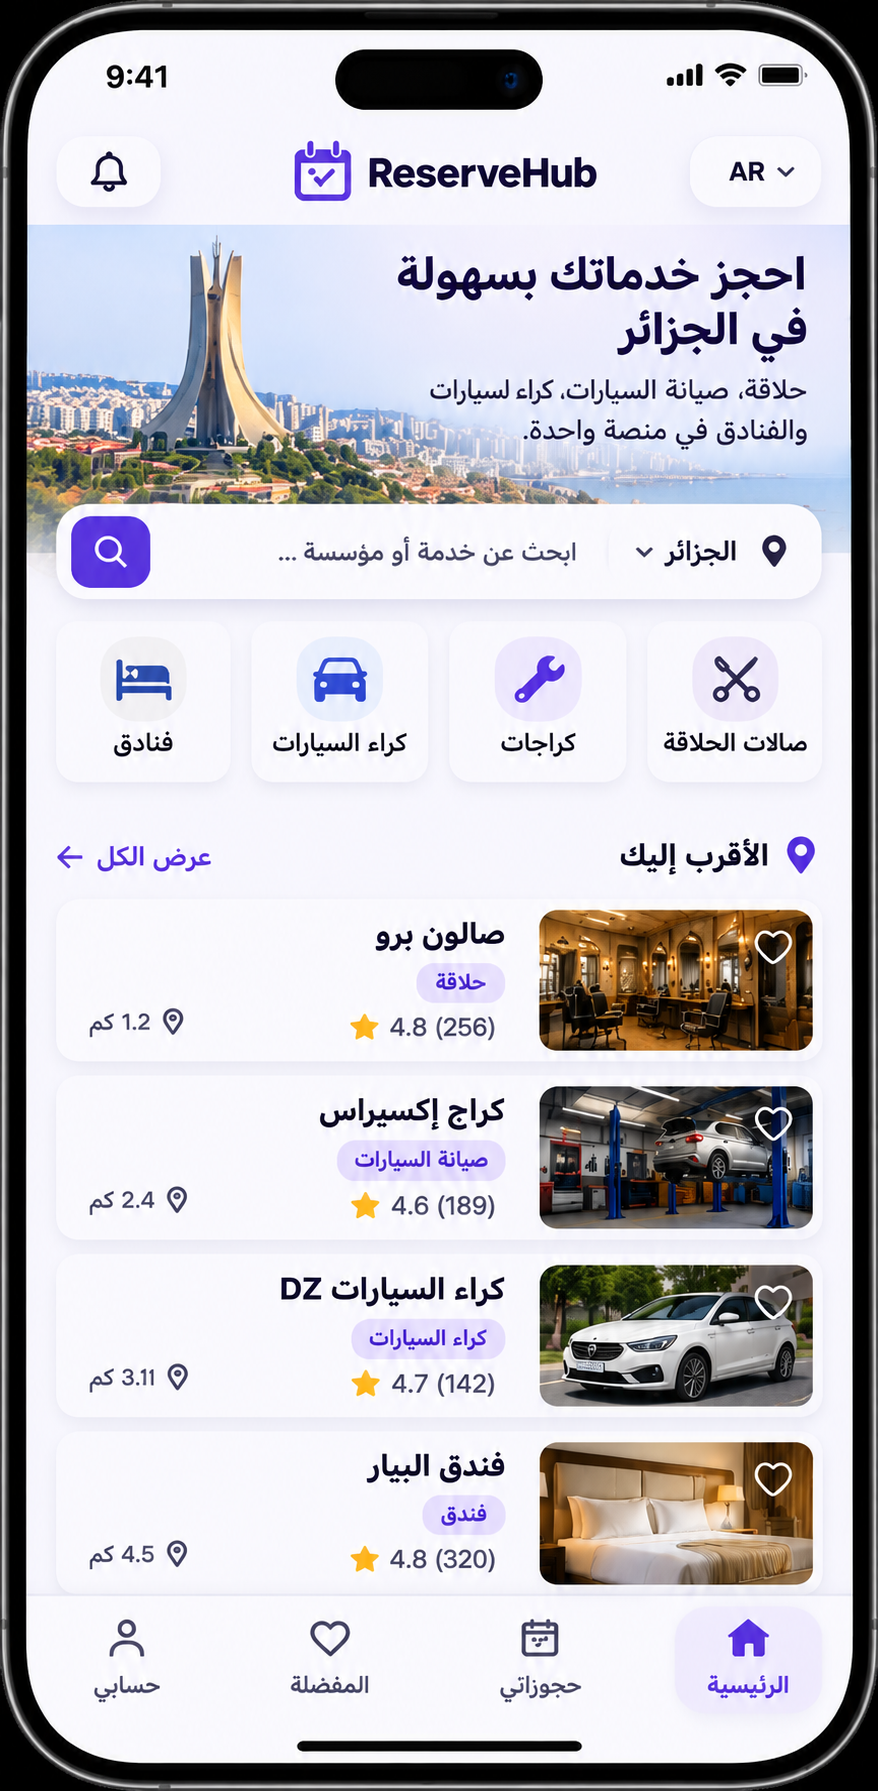 9:41
ReserveHub
AR
احجز خدماتك بسهولة
في الجزائر
حلاقة، صيانة السيارات، كراء لسيارات
والفنادق في منصة واحدة.
الجزائر
ابحث عن خدمة أو مؤسسة ...
صالات الحلاقة
كراجات
كراء السيارات
فنادق
الأقرب إليك
عرض الكل
صالون برو
حلاقة
4.8 (256)
1.2 كم
كراج إكسيراس
صيانة السيارات
4.6 (189)
2.4 كم
كراء السيارات DZ
كراء السيارات
4.7 (142)
3.11 كم
فندق البيار
فندق
4.8 (320)
4.5 كم
الرئيسية
حجوزاتي
المفضلة
حسابي